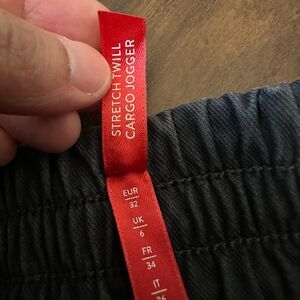 STRETCH TWILL
CARGO JOGGER
EUR
32
UK
6
FR
34
IT